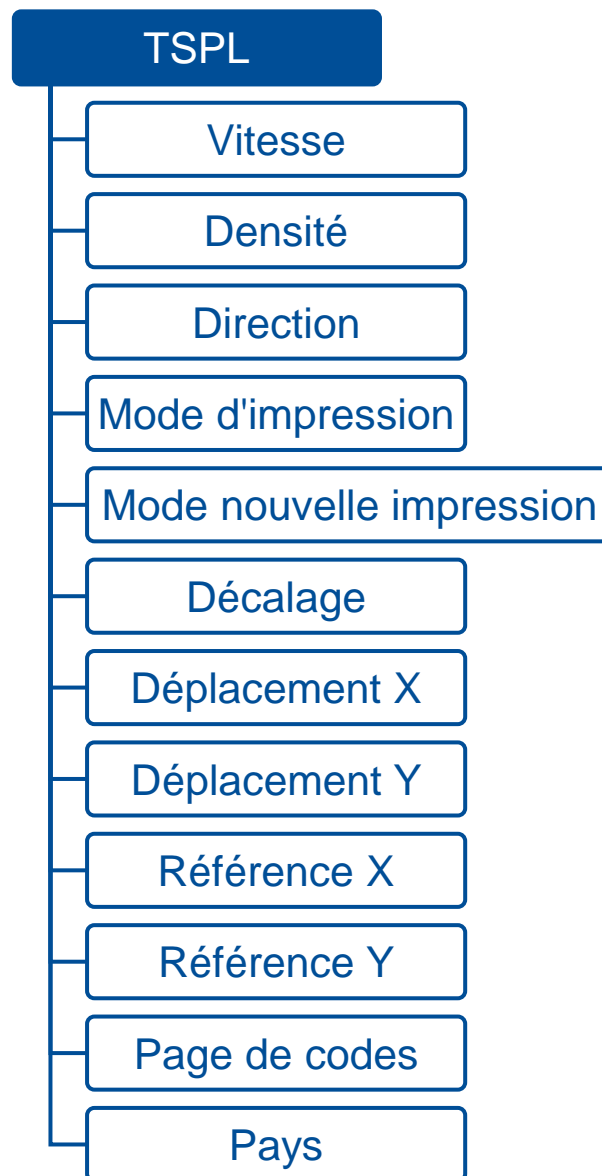 TSPL
Vitesse
Densité
Direction
Mode d'impression
Mode nouvelle impression
Décalage
Déplacement X
Déplacement Y
Référence X
Référence Y
Page de codes
Pays